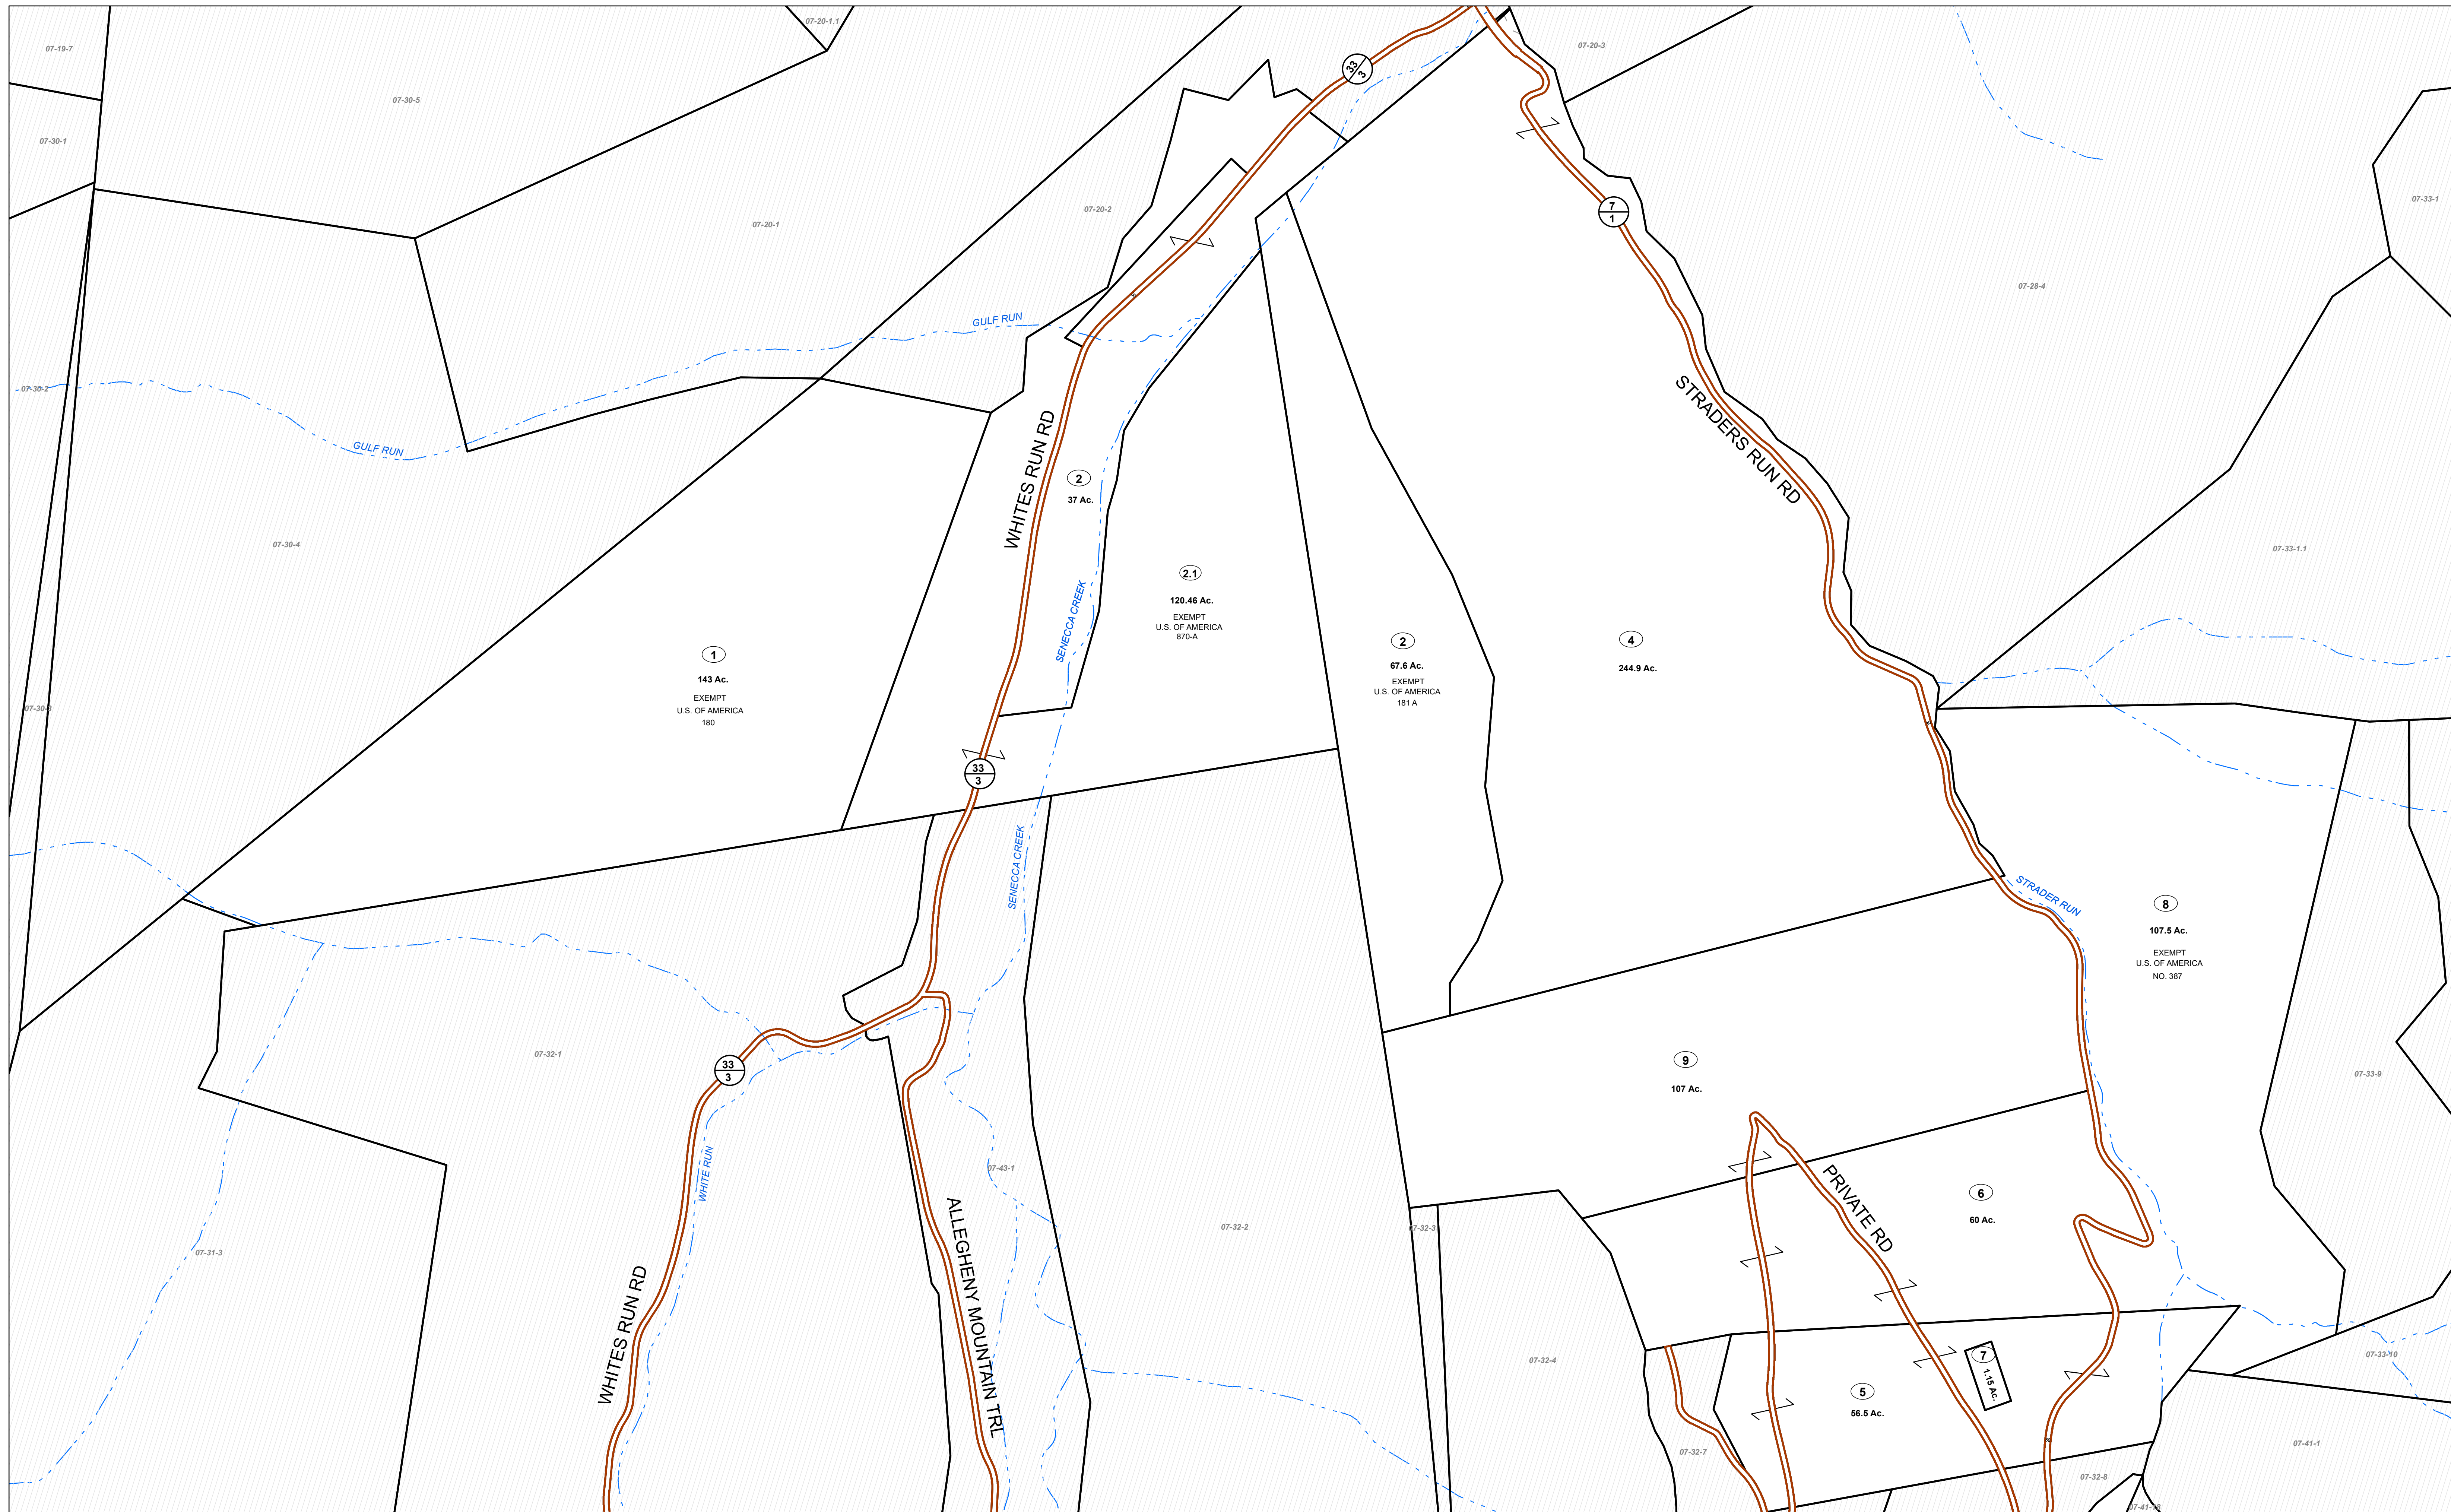 07-20-1.1
07-19-7
07-20-3
33
3
07-30-5
07-30-1
07-33-1
07-20-2
7
1
07-20-1
07-28-4
GULF RUN
07-30-2
STRADERS RUN RD
WHITES RUN RD
GULF RUN
2
37 Ac.
07-30-4
07-33-1.1
2.1
120.46 Ac.
EXEMPT
U.S. OF AMERICA
870-A
SENECCA CREEK
1
143 Ac.
EXEMPT
U.S. OF AMERICA
180
2
67.6 Ac.
EXEMPT
U.S. OF AMERICA
181 A
4
244.9 Ac.
07-30-3
33
3
SENECCA CREEK
STRADER RUN
8
107.5 Ac.
EXEMPT
U.S. OF AMERICA
NO. 387
07-32-1
33
3
9
107 Ac.
07-33-9
WHITE RUN
07-43-1
PRIVATE RD
6
60 Ac.
07-31-3
07-32-2
07-32-3
WHITES RUN RD
ALLEGHENY MOUNTAIN TRL
07-32-4
7
1.15 Ac.
07-33-10
5
56.5 Ac.
07-32-7
07-41-1
07-32-8
07-41-18